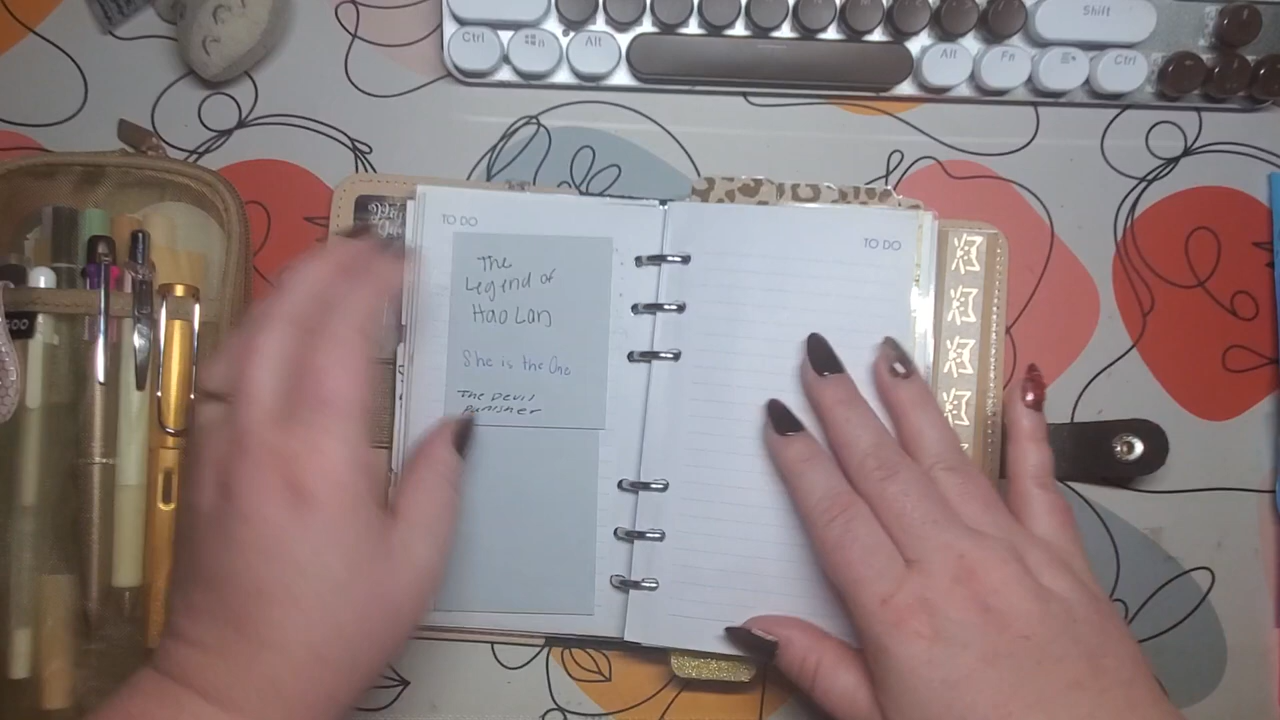 Shift
Ctrl
Alt
Alt
Fn
Ctrl
TO DO
TO DO
The
Legend of
Hao Lan
She is the One
The Devil
Punisher